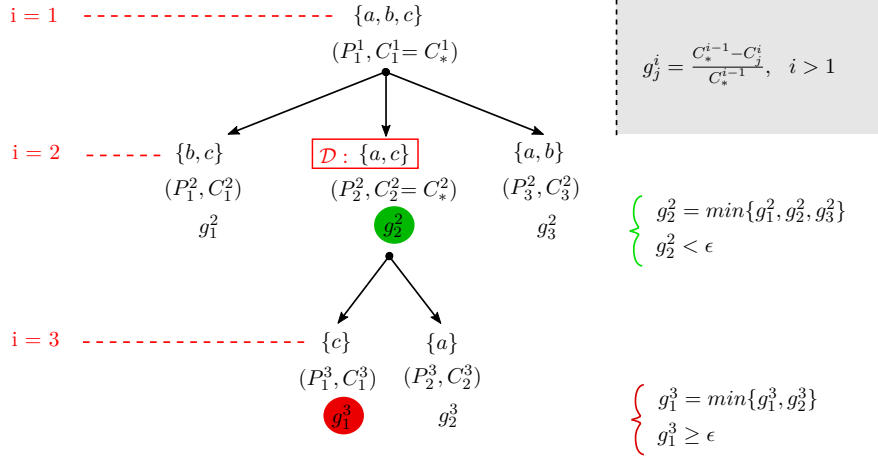 i = 1
{a, b, c}
(P_1^1, C_1^1 = C_*^1)
g_j^i = \frac{C_*^{i-1} - C_j^i}{C_*^{i-1}}, i > 1
i = 2
{b, c}
𝒟 : {a, c}
{a, b}
(P_1^2, C_1^2)
(P_2^2, C_2^2 = C_*^2)
(P_3^2, C_3^2)
g_1^2
g_2^2
g_3^2
g_2^2 = min{g_1^2, g_2^2, g_3^2}
g_2^2 < ϵ
i = 3
{c}
{a}
(P_1^3, C_1^3)
(P_2^3, C_2^3)
g_1^3
g_2^3
g_1^3 = min{g_1^3, g_2^3}
g_1^3 ≥ ϵ